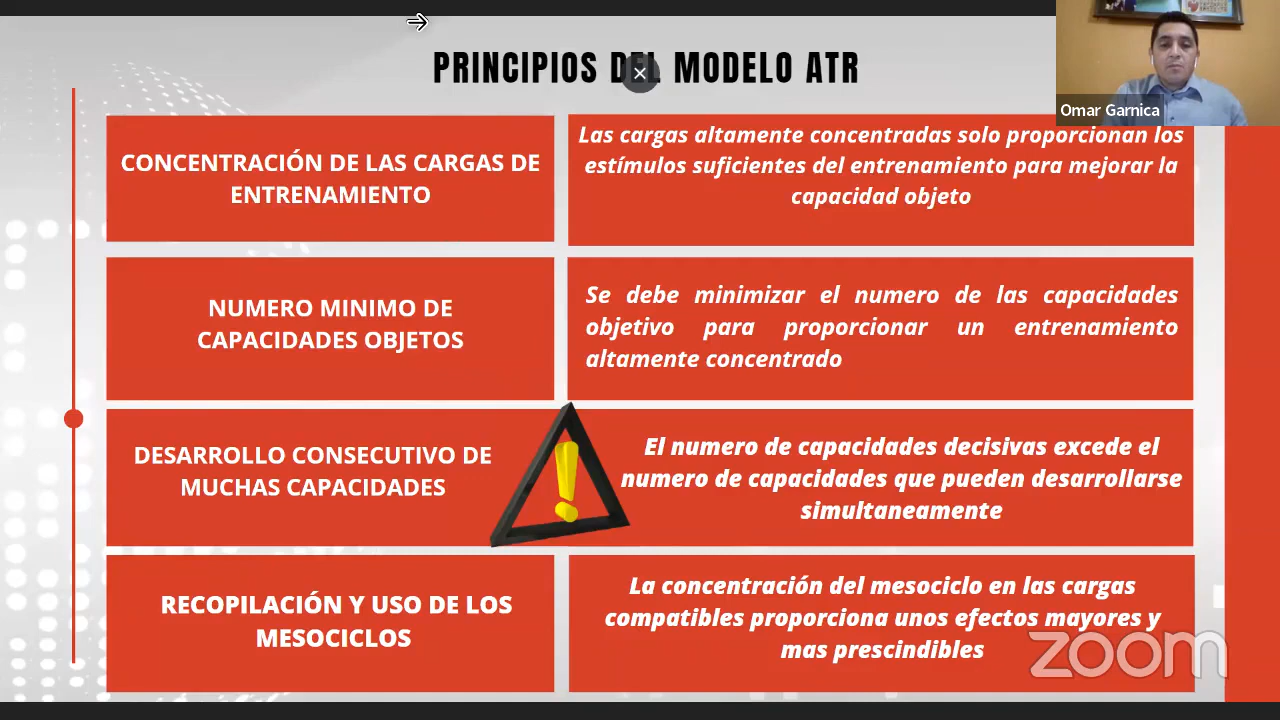 PRINCIPIOS DEL MODELO ATR
Omar Garnica
CONCENTRACIÓN DE LAS CARGAS DE
ENTRENAMIENTO
Las cargas altamente concentradas solo proporcionan los
estímulos suficientes del entrenamiento para mejorar la
capacidad objeto
NUMERO MINIMO DE
CAPACIDADES OBJETOS
Se debe minimizar el numero de las capacidades
objetivo para proporcionar un entrenamiento
altamente concentrado
DESARROLLO CONSECUTIVO DE
MUCHAS CAPACIDADES
El numero de capacidades decisivas excede el
numero de capacidades que pueden desarrollarse
simultaneamente
RECOPILACIÓN Y USO DE LOS
MESOCICLOS
La concentración del mesociclo en las cargas
compatibles proporciona unos efectos mayores y
mas prescindibles
zoom